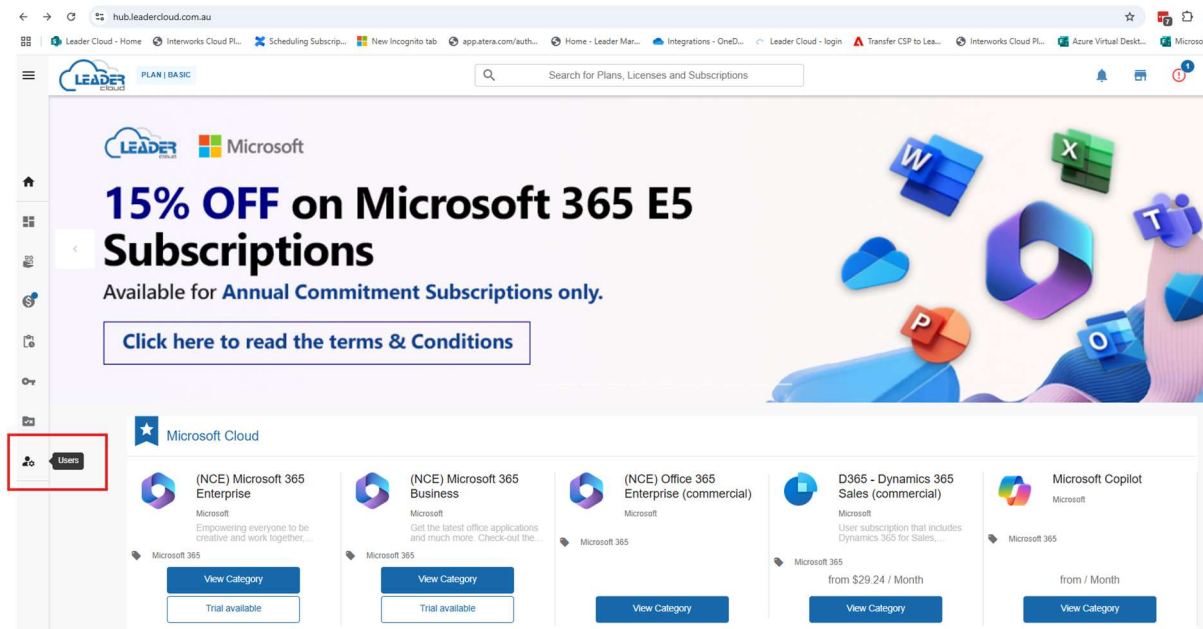 hub.leadercloud.com.au
7
Leader Cloud - Home
Interworks Cloud Pl...
Scheduling Subscrip...
New Incognito tab
app.atera.com/auth...
Home - Leader Mar...
Integrations - OneD...
Leader Cloud - login
Transfer CSP to Lea...
Interworks Cloud Pl...
Azure Virtual Deskt...
Microso
LEADER
cloud
PLAN | BASIC
Search for Plans, Licenses and Subscriptions
1
LEADER
cloud
Microsoft
15% OFF on Microsoft 365 E5
Subscriptions
Available for Annual Commitment Subscriptions only.
Click here to read the terms & Conditions
W
X
T
P
O
Microsoft Cloud
Users
(NCE) Microsoft 365
Enterprise
Microsoft
Empowering everyone to be
creative and work together,...
Microsoft 365
View Category
Trial available
(NCE) Microsoft 365
Business
Microsoft
Get the latest office applications
and much more. Check-out the...
Microsoft 365
View Category
Trial available
(NCE) Office 365
Enterprise (commercial)
Microsoft
Microsoft 365
View Category
D365 - Dynamics 365
Sales (commercial)
Microsoft
User subscription that includes
Dynamics 365 for Sales,...
Microsoft 365
from $29.24 / Month
View Category
Microsoft Copilot
Microsoft
Microsoft 365
from / Month
View Category